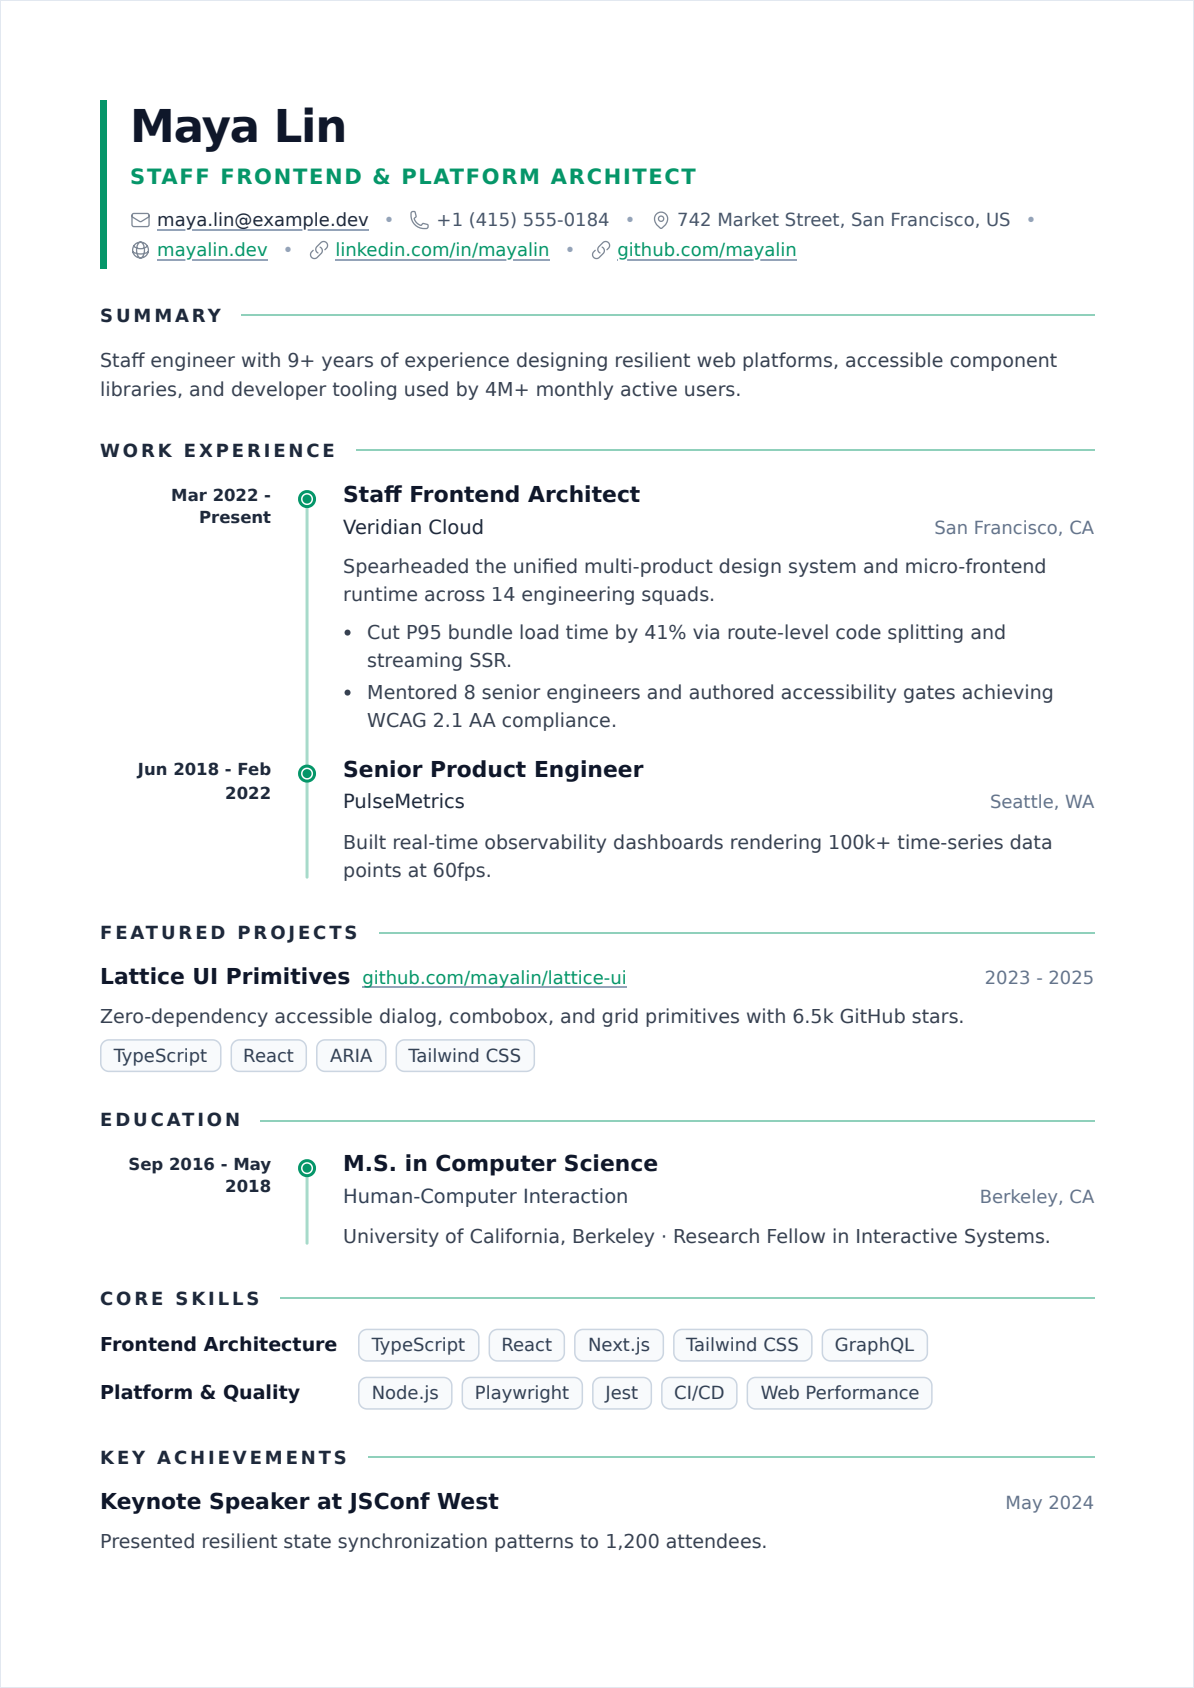 Maya Lin
STAFF FRONTEND & PLATFORM ARCHITECT
maya.lin@example.dev • +1 (415) 555-0184 • 742 Market Street, San Francisco, US •
mayalin.dev • linkedin.com/in/mayalin • github.com/mayalin
SUMMARY
Staff engineer with 9+ years of experience designing resilient web platforms, accessible component
libraries, and developer tooling used by 4M+ monthly active users.
WORK EXPERIENCE
Mar 2022 -
Present
Staff Frontend Architect
Veridian Cloud San Francisco, CA
Spearheaded the unified multi-product design system and micro-frontend
runtime across 14 engineering squads.
• Cut P95 bundle load time by 41% via route-level code splitting and
streaming SSR.
• Mentored 8 senior engineers and authored accessibility gates achieving
WCAG 2.1 AA compliance.
Jun 2018 - Feb
2022
Senior Product Engineer
PulseMetrics Seattle, WA
Built real-time observability dashboards rendering 100k+ time-series data
points at 60fps.
FEATURED PROJECTS
Lattice UI Primitives github.com/mayalin/lattice-ui 2023 - 2025
Zero-dependency accessible dialog, combobox, and grid primitives with 6.5k GitHub stars.
TypeScript React ARIA Tailwind CSS
EDUCATION
Sep 2016 - May
2018
M.S. in Computer Science
Human-Computer Interaction Berkeley, CA
University of California, Berkeley · Research Fellow in Interactive Systems.
CORE SKILLS
Frontend Architecture TypeScript React Next.js Tailwind CSS GraphQL
Platform & Quality Node.js Playwright Jest CI/CD Web Performance
KEY ACHIEVEMENTS
Keynote Speaker at JSConf West May 2024
Presented resilient state synchronization patterns to 1,200 attendees.